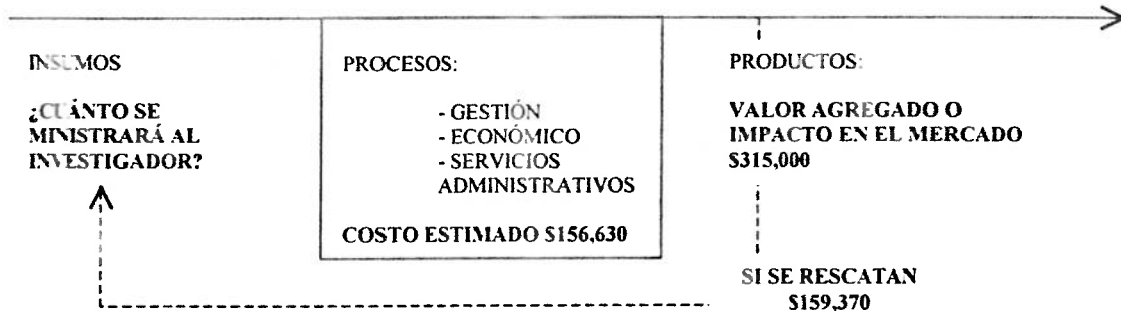 INSUMOS
¿CUÁNTO SE
MINISTRARÁ AL
INVESTIGADOR?
PROCESOS:
- GESTIÓN
- ECONÓMICO
- SERVICIOS
ADMINISTRATIVOS
COSTO ESTIMADO $156,630
PRODUCTOS:
VALOR AGREGADO O
IMPACTO EN EL MERCADO
$315,000
SI SE RESCATAN
$159,370